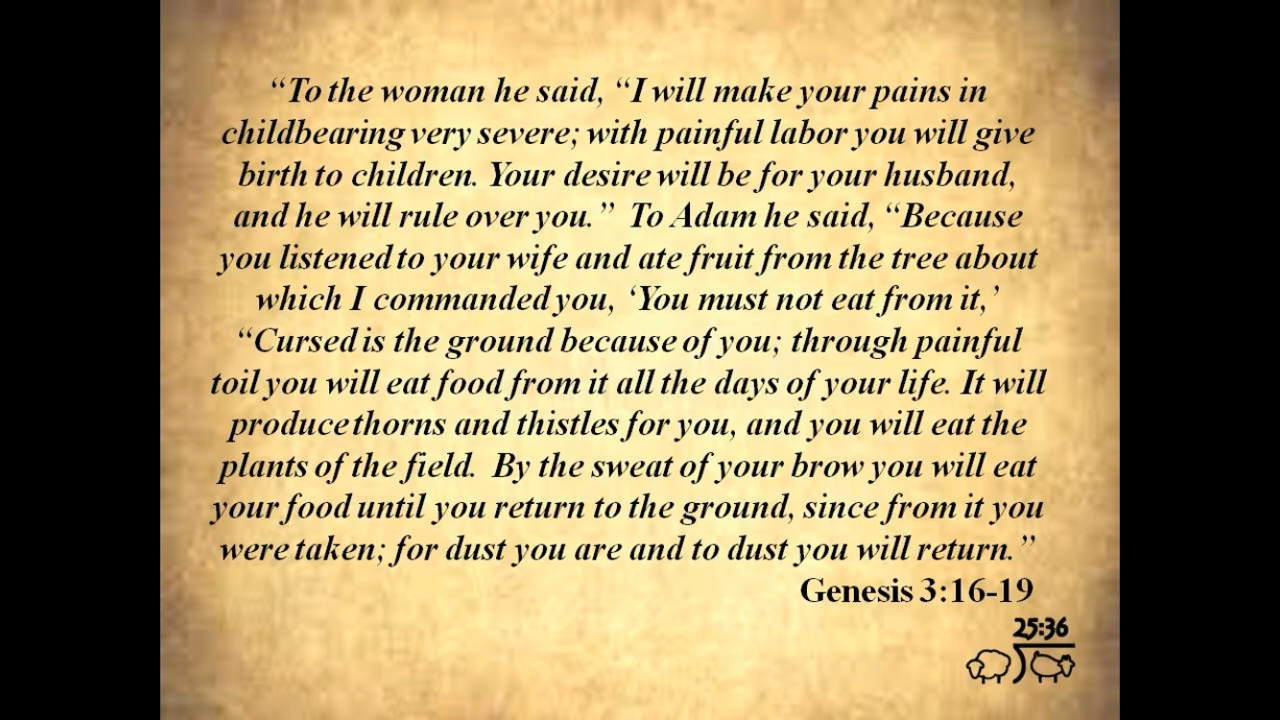 “To the woman he said, “I will make your pains in
childbearing very severe; with painful labor you will give
birth to children. Your desire will be for your husband,
and he will rule over you.” To Adam he said, “Because
you listened to your wife and ate fruit from the tree about
which I commanded you, ‘You must not eat from it,’
“Cursed is the ground because of you; through painful
toil you will eat food from it all the days of your life. It will
produce thorns and thistles for you, and you will eat the
plants of the field. By the sweat of your brow you will eat
your food until you return to the ground, since from it you
were taken; for dust you are and to dust you will return.”
Genesis 3:16-19
25:36